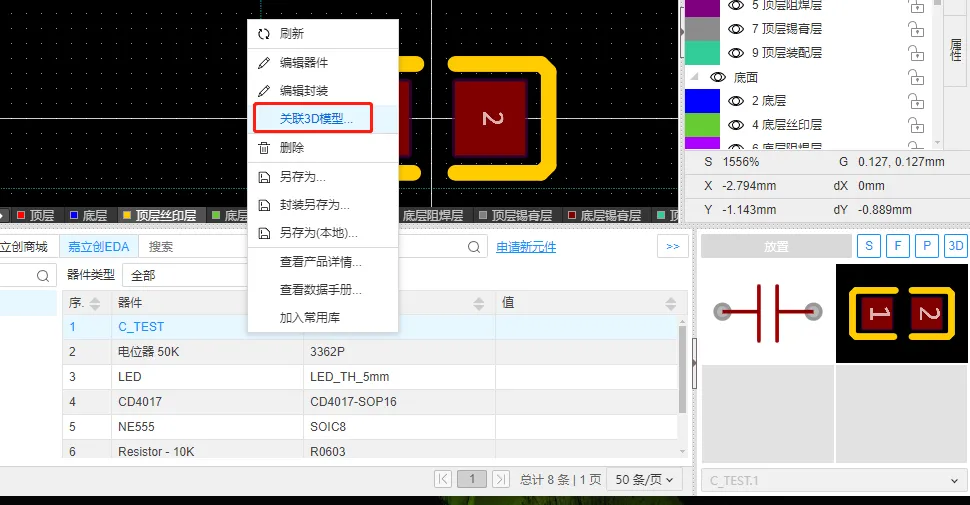 刷新
编辑器件
编辑封装
关联3D模型...
删除
另存为...
封装另存为...
另存为(本地)...
查看产品详情...
查看数据手册...
加入常用库
2
5 顶层阻焊层
7 顶层锡膏层
9 顶层装配层
底面
2 底层
4 底层丝印层
6 底层阻焊层
属性
S 1556% G 0.127, 0.127mm
X -2.794mm dX 0mm
Y -1.143mm dY -0.889mm
顶层 底层 顶层丝印层 底层 底层阻焊层 顶层锡膏层 底层锡膏层 顶
立创商城 嘉立创EDA 搜索 申请新元件 >>
器件类型 全部
序. 器件 值
1 C_TEST
2 电位器 50K 3362P
3 LED LED_TH_5mm
4 CD4017 CD4017-SOP16
5 NE555 SOIC8
6 Resistor - 10K R0603
1 总计 8 条 | 1 页 50 条/页
放置 S F P 3D
1 2
C_TEST.1